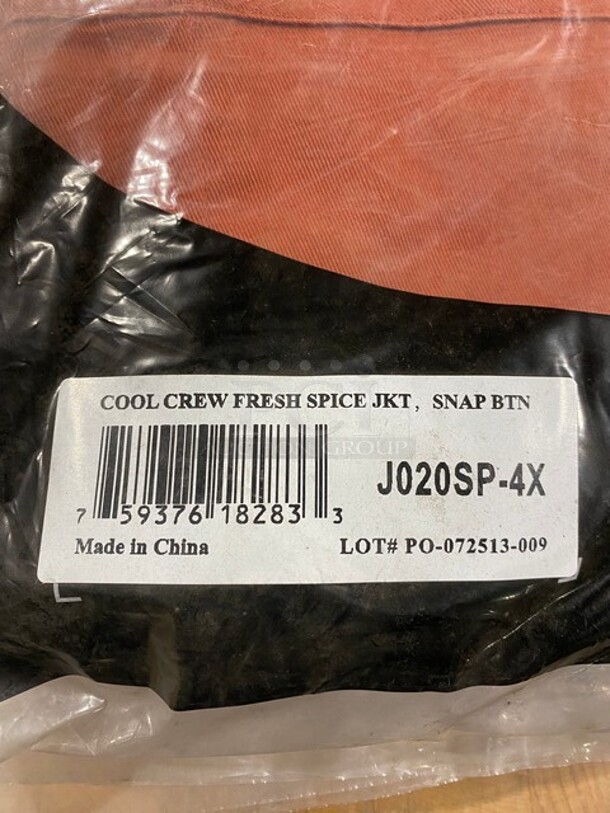 COOL CREW FRESH SPICE JKT, SNAP BTN
J020SP-4X
7 59376 18283 3
Made in China
LOT# PO-072513-009